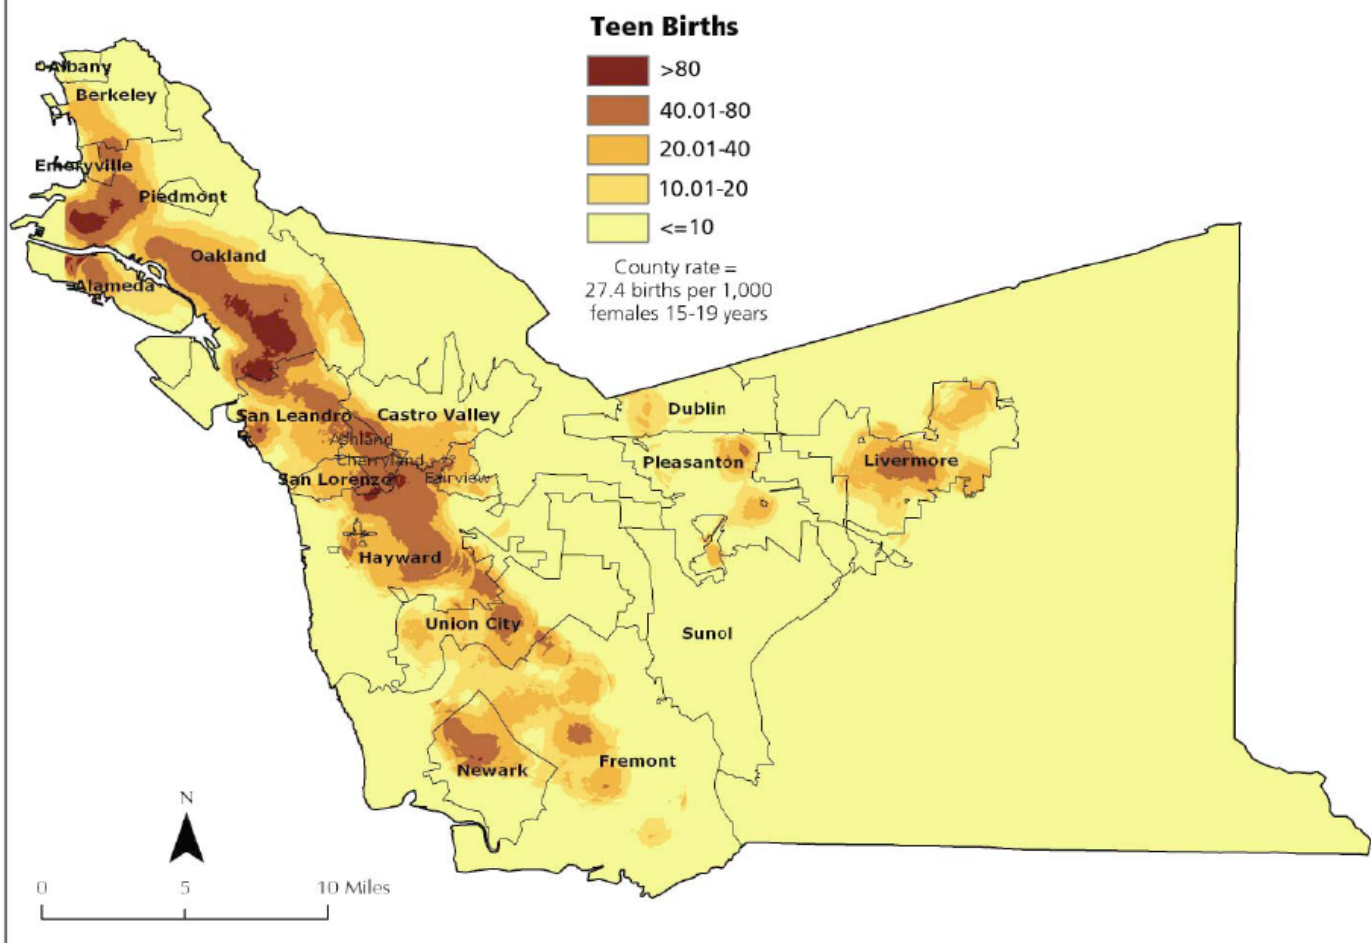 Teen Births
>80
40.01-80
20.01-40
10.01-20
<=10
County rate =
27.4 births per 1,000
females 15-19 years
Albany
Berkeley
Emeryville
Piedmont
Oakland
Alameda
San Leandro
Castro Valley
Ashland
Cherryland
San Lorenzo
Fairview
Hayward
Union City
Newark
Fremont
Dublin
Pleasanton
Livermore
Sunol
N
0 5 10 Miles